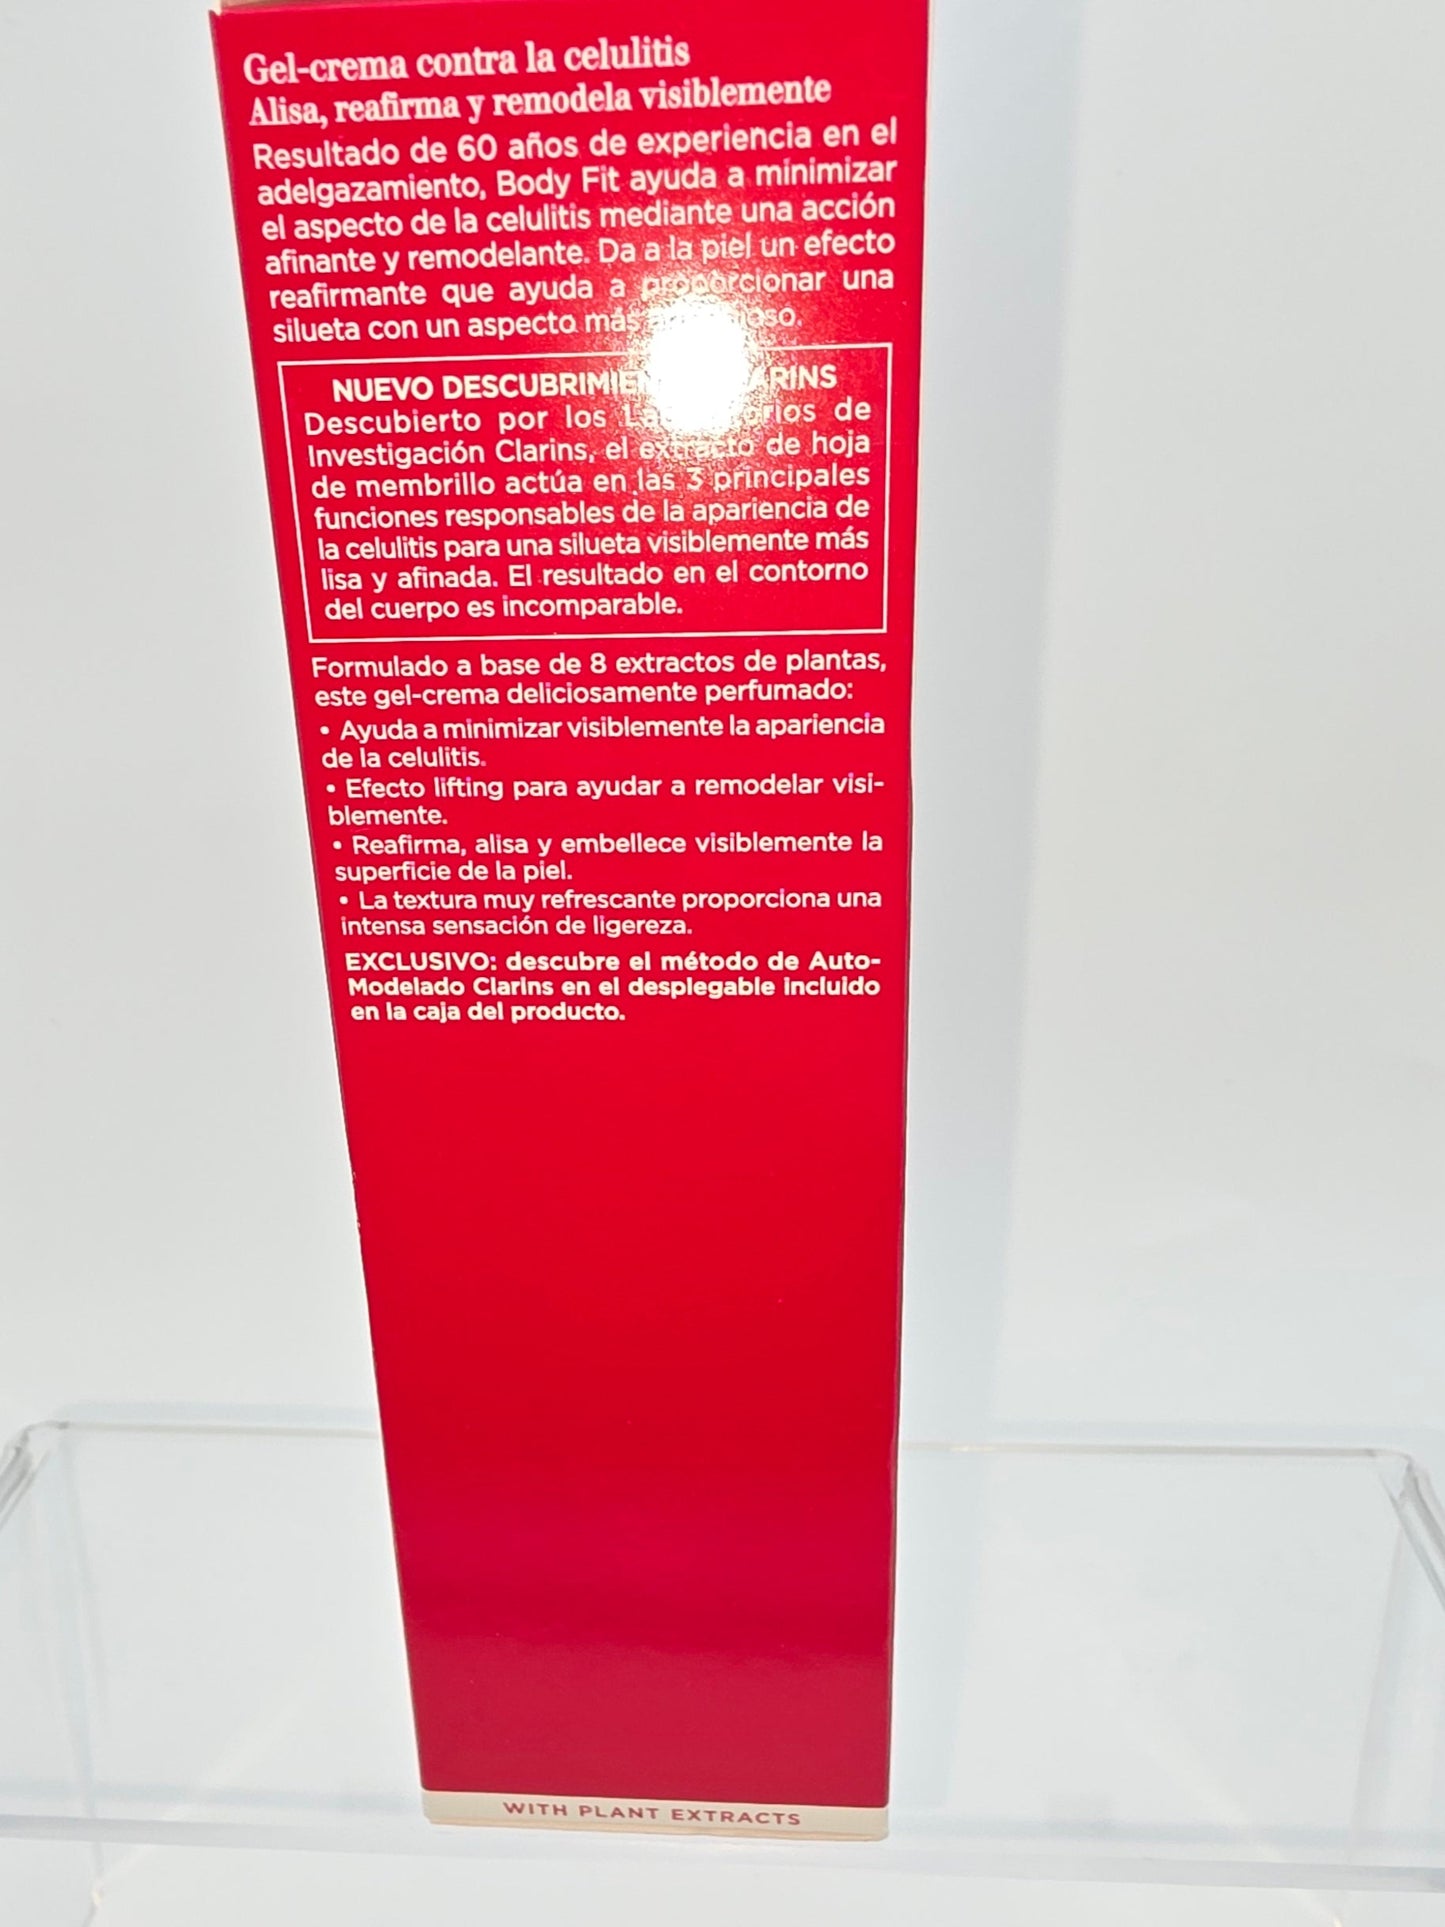 Gel-crema contra la celulitis
Alisa, reafirma y remodela visiblemente
Resultado de 60 años de experiencia en el
adelgazamiento, Body Fit ayuda a minimizar
el aspecto de la celulitis mediante una acción
afinante y remodelante. Da a la piel un efecto
reafirmante que ayuda a proporcionar una
silueta con un aspecto más
NUEVO DESCUBRIMIENTO CLARINS
Descubierto por los Laboratorios de
Investigación Clarins, el extracto de hoja
de membrillo actúa en las 3 principales
funciones responsables de la apariencia de
la celulitis para una silueta visiblemente más
lisa y afinada. El resultado en el contorno
del cuerpo es incomparable.
Formulado a base de 8 extractos de plantas,
este gel-crema deliciosamente perfumado:
• Ayuda a minimizar visiblemente la apariencia
de la celulitis.
• Efecto lifting para ayudar a remodelar visi-
blemente.
• Reafirma, alisa y embellece visiblemente la
superficie de la piel.
• La textura muy refrescante proporciona una
intensa sensación de ligereza.
EXCLUSIVO: descubre el método de Auto-
Modelado Clarins en el desplegable incluido
en la caja del producto.
WITH PLANT EXTRACTS